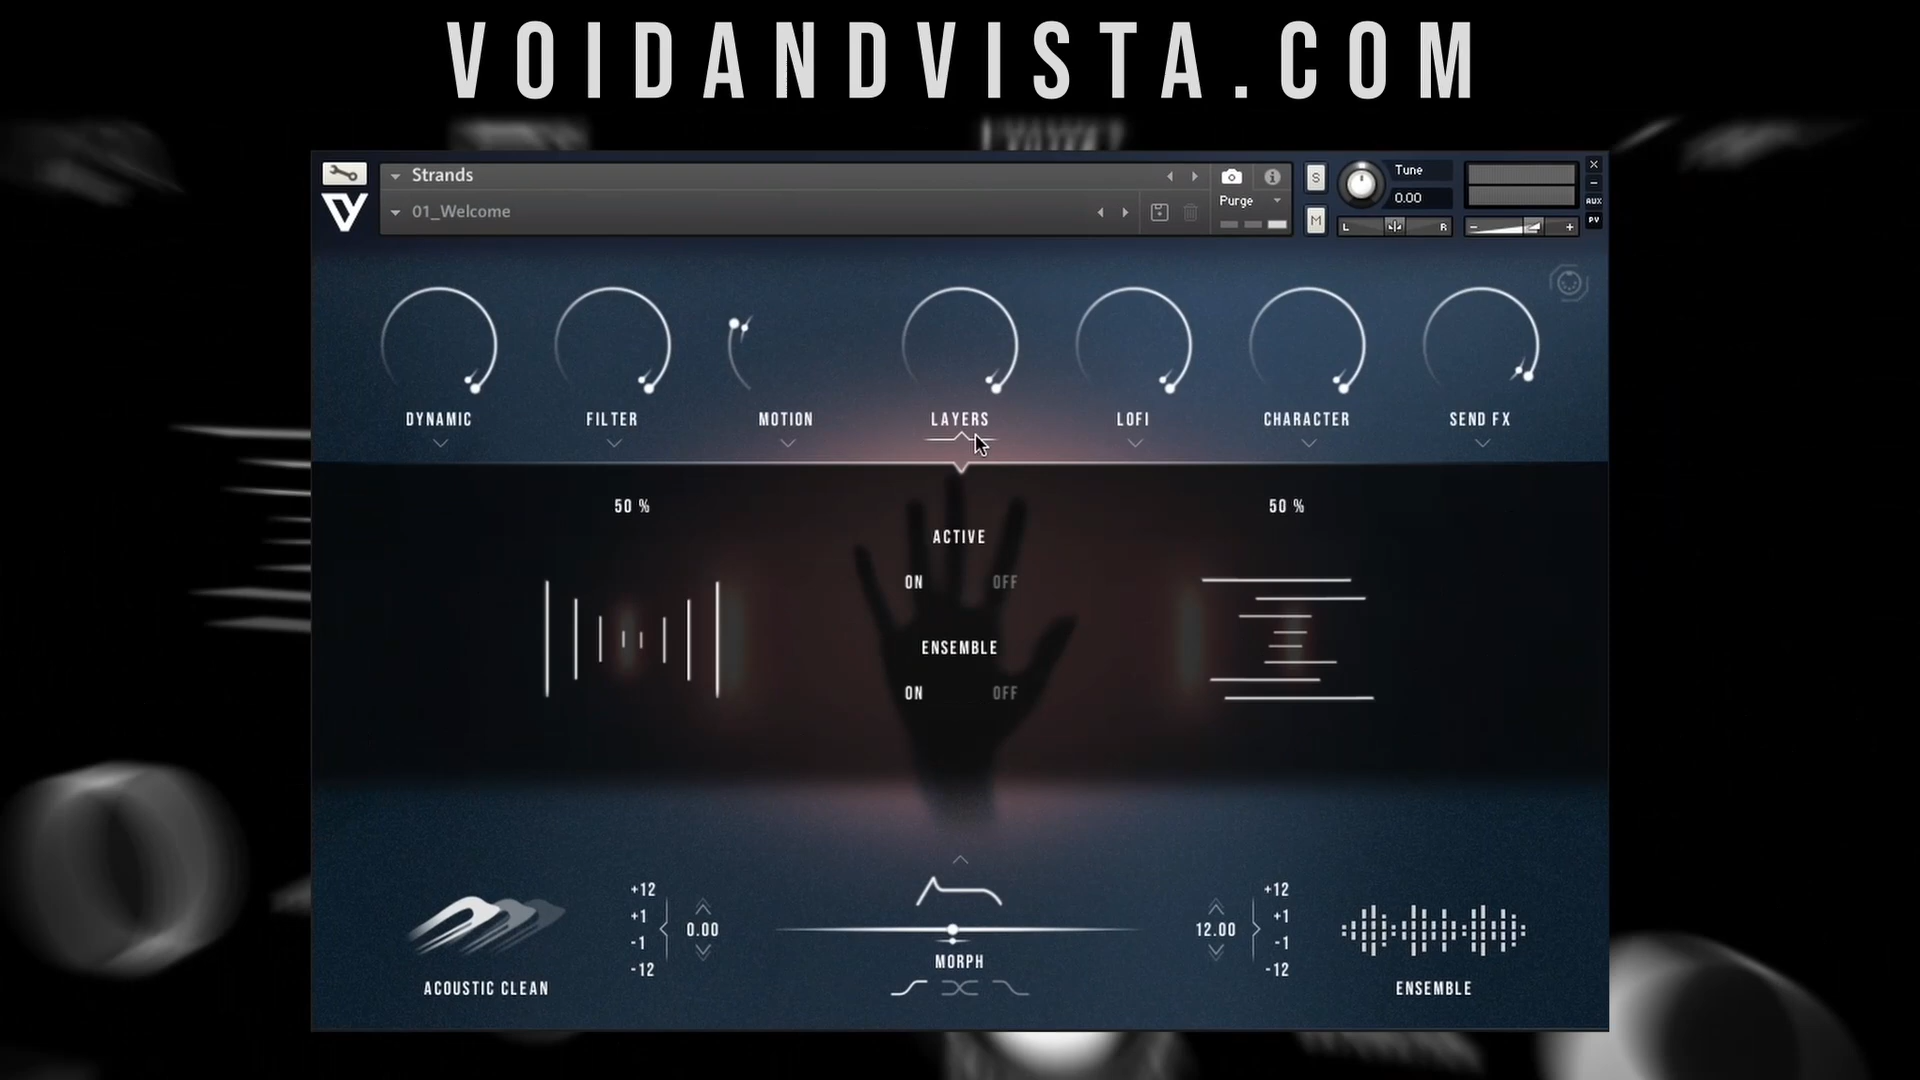 VOIDANDVISTA.COM
Strands
01_Welcome
Purge
S
M
Tune
0.00
L R
- +
AUX
PV
DYNAMIC
FILTER
MOTION
LAYERS
LOFI
CHARACTER
SEND FX
50 %
50 %
ACTIVE
ON OFF
ENSEMBLE
ON OFF
+12
+1
-1
-12
0.00
ACOUSTIC CLEAN
MORPH
12.00
+12
+1
-1
-12
ENSEMBLE